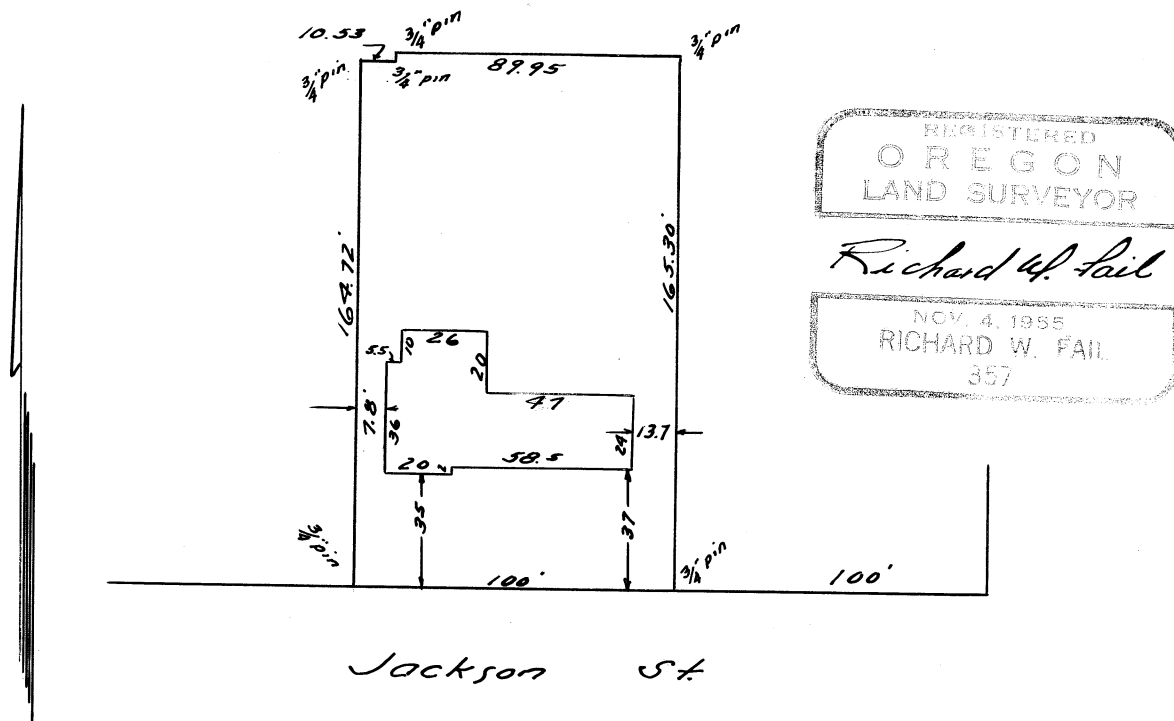 10.53
3/4" pin
3/4" pin
3/4" pin
3/4" pin
89.95
REGISTERED
OREGON
LAND SURVEYOR
Richard W. Fail
NOV. 4, 1955
RICHARD W. FAIL
357
164.72'
165.30'
26
10
5.5
20
47
7.8'
36
24
13.7
20
2
58.5
35
37
3/4" pin
3/4" pin
100'
100'
Jackson St.